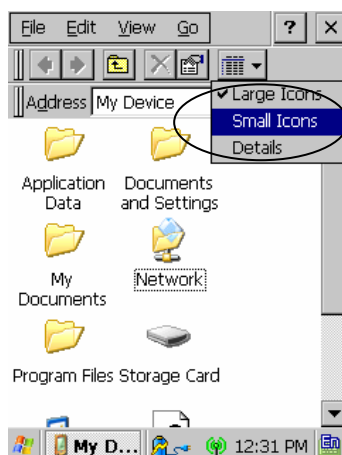 File Edit View Go ? ×
Address My Device
Large Icons
Small Icons
Details
Application Data
Documents and Settings
My Documents
Network
Program Files
Storage Card
My D... 12:31 PM En